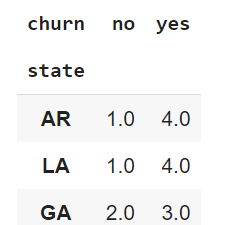 churn no yes
state
AR 1.0 4.0
LA 1.0 4.0
GA 2.0 3.0